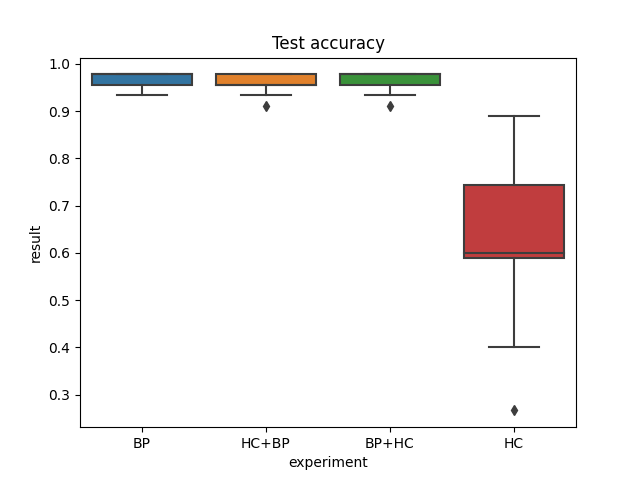 Test accuracy
1.0
0.9
0.8
0.7
0.6
0.5
0.4
0.3
result
BP
HC+BP
BP+HC
HC
experiment